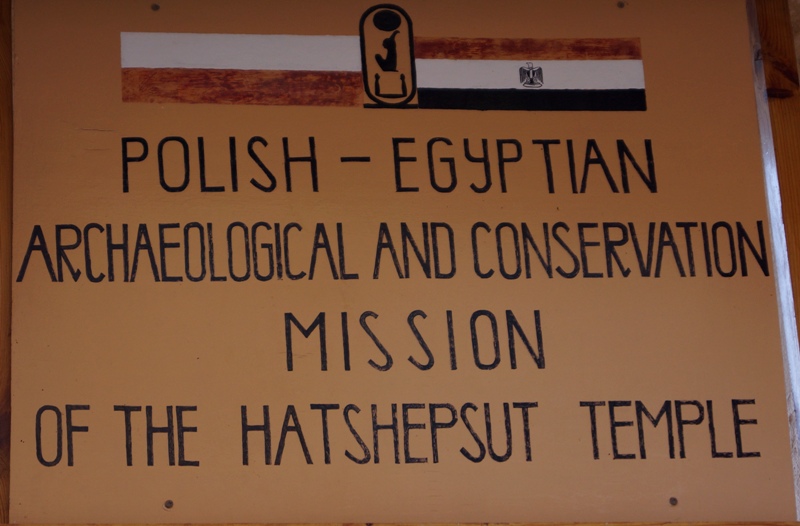 POLISH – EGYPTIAN
ARCHAEOLOGICAL AND CONSERVATION
MISSION
OF THE HATSHEPSUT TEMPLE